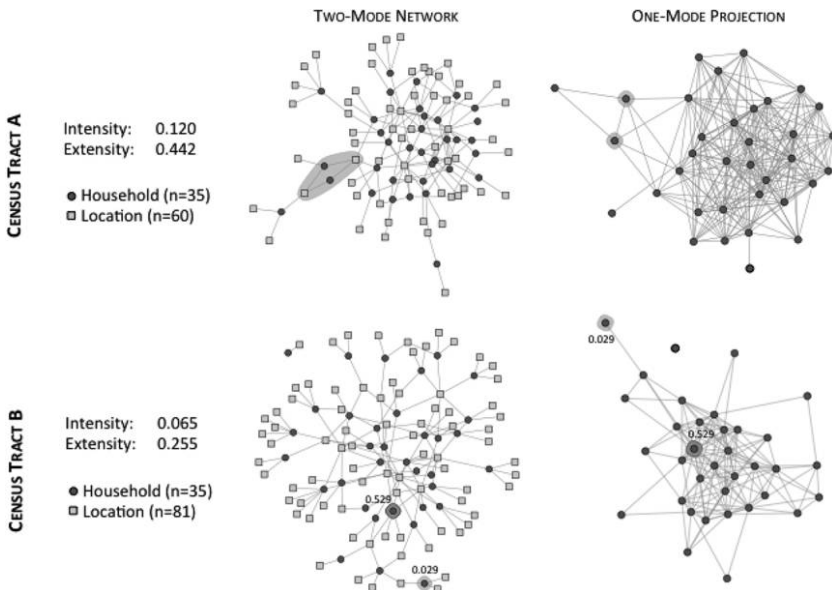 TWO-MODE NETWORK
ONE-MODE PROJECTION
CENSUS TRACT A
Intensity: 0.120
Extensity: 0.442
Household (n=35)
Location (n=60)
CENSUS TRACT B
Intensity: 0.065
Extensity: 0.255
Household (n=35)
Location (n=81)
0.529
0.029
0.029
0.529